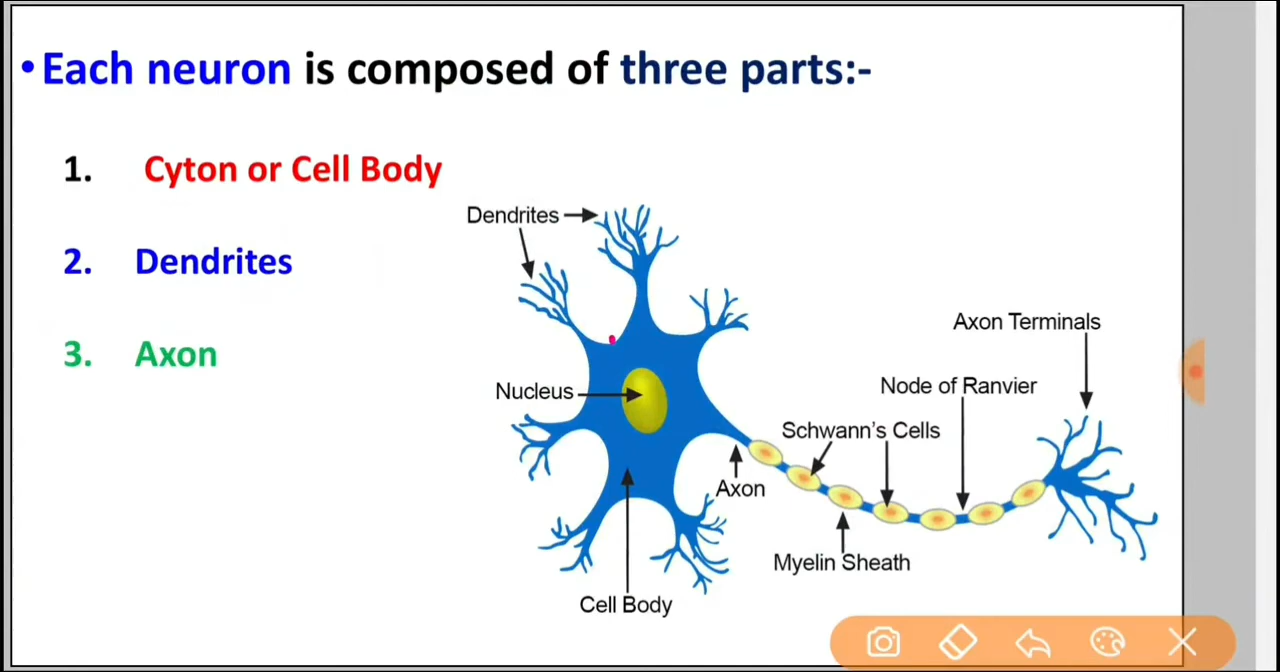 •Each neuron is composed of three parts:-
1. Cyton or Cell Body
2. Dendrites
3. Axon
Dendrites
Axon Terminals
Nucleus
Node of Ranvier
Schwann's Cells
Axon
Myelin Sheath
Cell Body